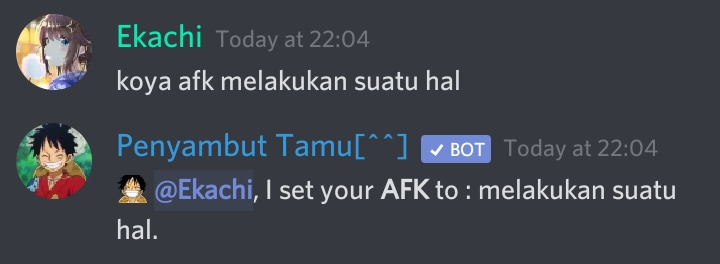 Ekachi Today at 22:04
koya afk melakukan suatu hal
Penyambut Tamu[^^] BOT Today at 22:04
@Ekachi, I set your AFK to : melakukan suatu
hal.